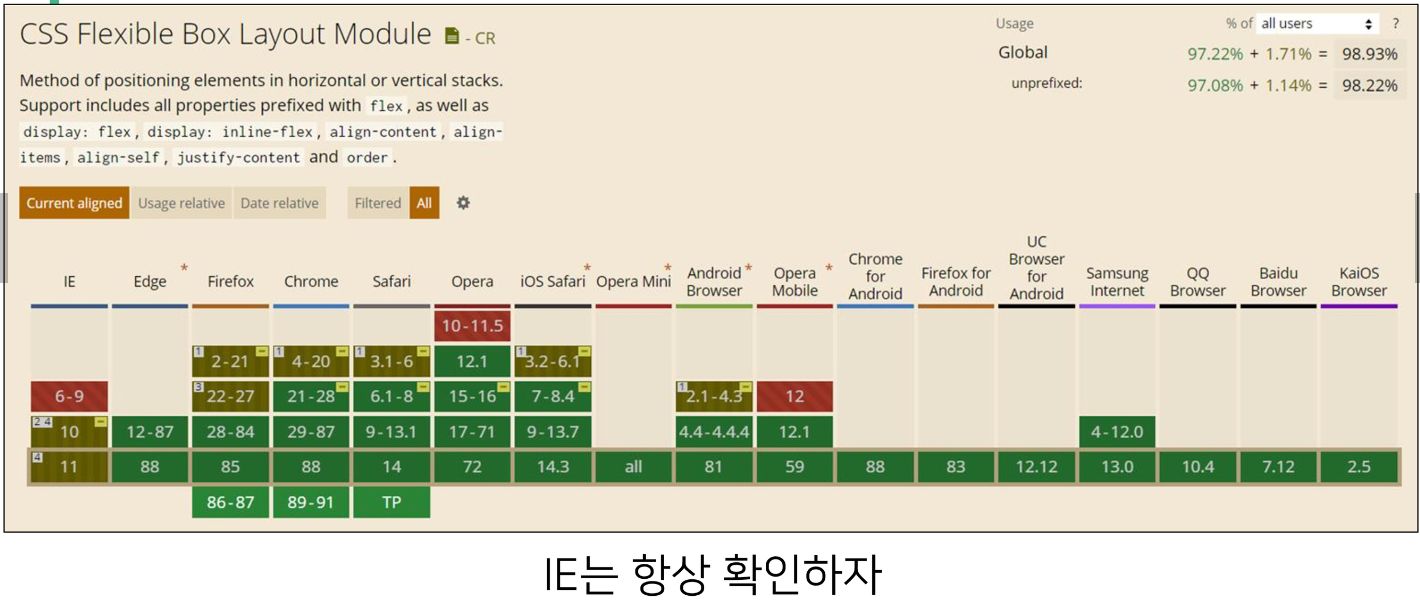 CSS Flexible Box Layout Module - CR
Usage % of all users ?
Global 97.22% + 1.71% = 98.93%
unprefixed: 97.08% + 1.14% = 98.22%
Method of positioning elements in horizontal or vertical stacks.
Support includes all properties prefixed with flex, as well as
display: flex, display: inline-flex, align-content, align-
items, align-self, justify-content and order.
Current aligned Usage relative Date relative Filtered All
IE Edge * Firefox Chrome Safari Opera iOS Safari * Opera Mini * Android Browser * Opera Mobile * Chrome for Android Firefox for Android UC Browser for Android Samsung Internet QQ Browser Baidu Browser KaiOS Browser
10-11.5
1 2-21 1 4-20 1 3.1-6 12.1 1 3.2-6.1
6-9 3 22-27 21-28 6.1-8 15-16 7-8.4 1 2.1-4.3 12
2 4 10 12-87 28-84 29-87 9-13.1 17-71 9-13.7 4.4-4.4.4 12.1 4-12.0
4 11 88 85 88 14 72 14.3 all 81 59 88 83 12.12 13.0 10.4 7.12 2.5
86-87 89-91 TP
IE는 항상 확인하자